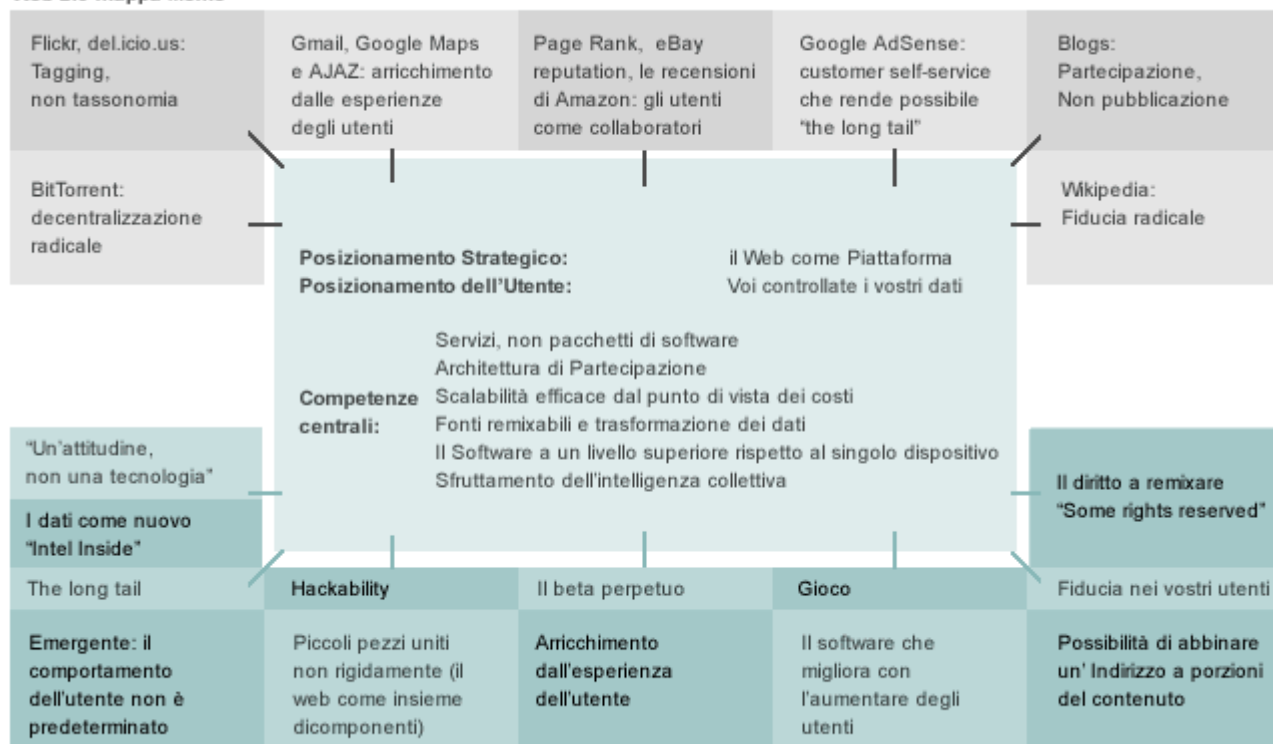 Flickr, del.icio.us:
Tagging,
non tassonomia
Gmail, Google Maps
e AJAZ: arricchimento
dalle esperienze
degli utenti
Page Rank, eBay
reputation, le recensioni
di Amazon: gli utenti
come collaboratori
Google AdSense:
customer self-service
che rende possibile
“the long tail”
Blogs:
Partecipazione,
Non pubblicazione
BitTorrent:
decentralizzazione
radicale
Wikipedia:
Fiducia radicale
Posizionamento Strategico: il Web come Piattaforma
Posizionamento dell'Utente: Voi controllate i vostri dati
Competenze
centrali:
Servizi, non pacchetti di software
Architettura di Partecipazione
Scalabilità efficace dal punto di vista dei costi
Fonti remixabili e trasformazione dei dati
Il Software a un livello superiore rispetto al singolo dispositivo
Sfruttamento dell'intelligenza collettiva
“Un'attitudine,
non una tecnologia”
I dati come nuovo
“Intel Inside”
Il diritto a remixare
“Some rights reserved”
The long tail
Hackability
Il beta perpetuo
Gioco
Fiducia nei vostri utenti
Emergente: il
comportamento
dell'utente non è
predeterminato
Piccoli pezzi uniti
non rigidamente (il
web come insieme
dicomponenti)
Arricchimento
dall'esperienza
dell'utente
Il software che
migliora con
l'aumentare degli
utenti
Possibilità di abbinare
un' Indirizzo a porzioni
del contenuto